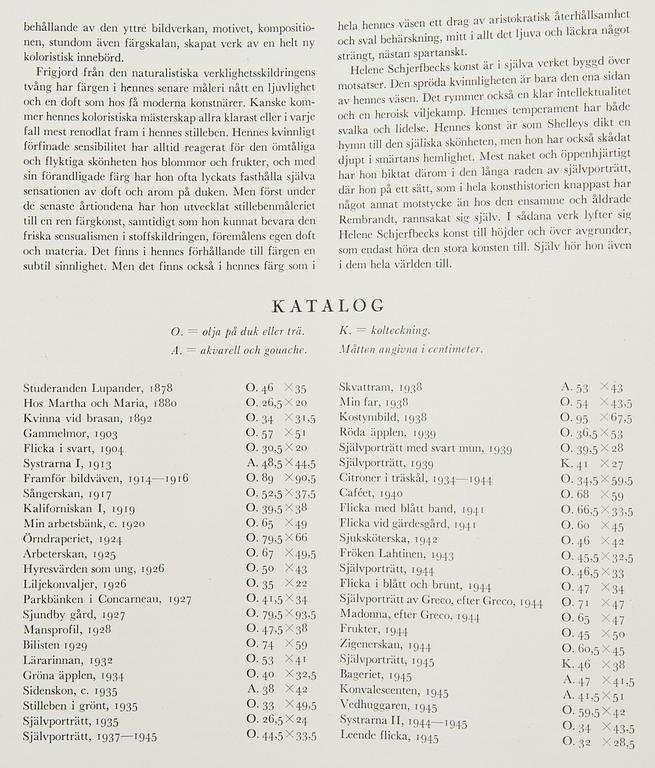 behållande av den yttre bildverkan, motivet, kompositio-
nen, stundom även färgskalan, skapat verk av en helt ny
koloristisk innebörd.
Frigjord från den naturalistiska verklighetsskildringens
tvång har färgen i hennes senare måleri nått en ljuvlighet
och en doft som hos få moderna konstnärer. Kanske kom-
mer hennes koloristiska mästerskap allra klarast eller i varje
fall mest renodlat fram i hennes stilleben. Hennes kvinnligt
förfinade sensibilitet har alltid reagerat för den ömtåliga
och flyktiga skönheten hos blommor och frukter, och med
sin förandligade färg har hon ofta lyckats fasthålla själva
sensationen av doft och arom på duken. Men först under
de senaste årtiondena har hon utvecklat stillebenmåleriet
till en ren färgkonst, samtidigt som hon kunnat bevara den
friska sensualismen i stoffskildringen, föremålens egen doft
och materia. Det finns i hennes förhållande till färgen en
subtil sinnlighet. Men det finns också i hennes färg som i
hela hennes väsen ett drag av aristokratisk återhållsamhet
och sval behärskning, mitt i allt det ljuva och läckra något
strängt, nästan spartanskt.
Helene Schjerfbecks konst är i själva verket byggd över
motsatser. Den spröda kvinnligheten är bara den ena sidan
av hennes väsen. Det rymmer också en klar intellektualitet
och en heroisk viljekamp. Hennes temperament har både
svalka och lidelse. Hennes konst är som Shelleys dikt en
hymn till den själiska skönheten, men hon har också skådat
djupt i smärtans hemlighet. Mest naket och öppenhjärtigt
har hon biktat därom i den långa raden av självporträtt,
där hon på ett sätt, som i hela konsthistorien knappast har
något annat motstycke än hos den ensamme och åldrade
Rembrandt, rannsakat sig själv. I sådana verk lyfter sig
Helene Schjerfbecks konst till höjder och över avgrunder,
som endast höra den stora konsten till. Själv hör hon även
i dem hela världen till.
KATALOG
O. = olja på duk eller trä.
A. = akvarell och gouache.
K. = kolteckning.
Måtten angivna i centimeter.
Studeranden Lupander, 1878 O. 46 ×35
Hos Martha och Maria, 1880 O. 26,5×20
Kvinna vid brasan, 1892 O. 34 ×31,5
Gammelmor, 1903 O. 57 ×51
Flicka i svart, 1904 O. 30,5×20
Systrarna I, 1913 A. 48,5×44,5
Framför bildväven, 1914—1916 O. 89 ×90,5
Sångerskan, 1917 O. 52,5×37,5
Kaliforniskan I, 1919 O. 39,5×38
Min arbetsbänk, c. 1920 O. 65 ×49
Örndraperiet, 1924 O. 79,5×66
Arbeterskan, 1925 O. 67 ×49,5
Hyresvärden som ung, 1926 O. 50 ×43
Liljekonvaljer, 1926 O. 35 ×22
Parkbänken i Concarneau, 1927 O. 41,5×34
Sjundby gård, 1927 O. 79,5×93,5
Mansprofil, 1928 O. 47,5×38
Bilisten 1929 O. 74 ×59
Lärarinnan, 1932 O. 53 ×41
Gröna äpplen, 1934 O. 40 ×32,5
Sidenskon, c. 1935 A. 38 ×42
Stilleben i grönt, 1935 O. 33 ×49,5
Självporträtt, 1935 O. 26,5×24
Självporträtt, 1937—1945 O. 44,5×33,5
Skvattram, 1938 A. 53 ×43
Min far, 1938 O. 54 ×43,5
Kostymbild, 1938 O. 95 ×67,5
Röda äpplen, 1939 O. 36,5×53
Självporträtt med svart mun, 1939 O. 39,5×28
Självporträtt, 1939 K. 41 ×27
Citroner i träskål, 1934—1944 O. 34,5×59,5
Caféet, 1940 O. 68 ×59
Flicka med blått band, 1941 O. 66,5×33,5
Flicka vid gärdesgård, 1941 O. 60 ×45
Sjuksköterska, 1942 O. 46 ×42
Fröken Lahtinen, 1943 O. 45,5×32,5
Självporträtt, 1944 O. 46,5×33
Flicka i blått och brunt, 1944 O. 47 ×34
Självporträtt av Greco, efter Greco, 1944 O. 71 ×47
Madonna, efter Greco, 1944 O. 65 ×47
Frukter, 1944 O. 45 ×50
Zigenerskan, 1944 O. 60,5×45
Självporträtt, 1945 K. 46 ×38
Bageriet, 1945 A. 47 ×41,5
Konvalescenten, 1945 A. 41,5×51
Vedhuggaren, 1945 O. 59,5×42
Systrarna II, 1944—1945 O. 34 ×43,5
Leende flicka, 1945 O. 32 ×28,5